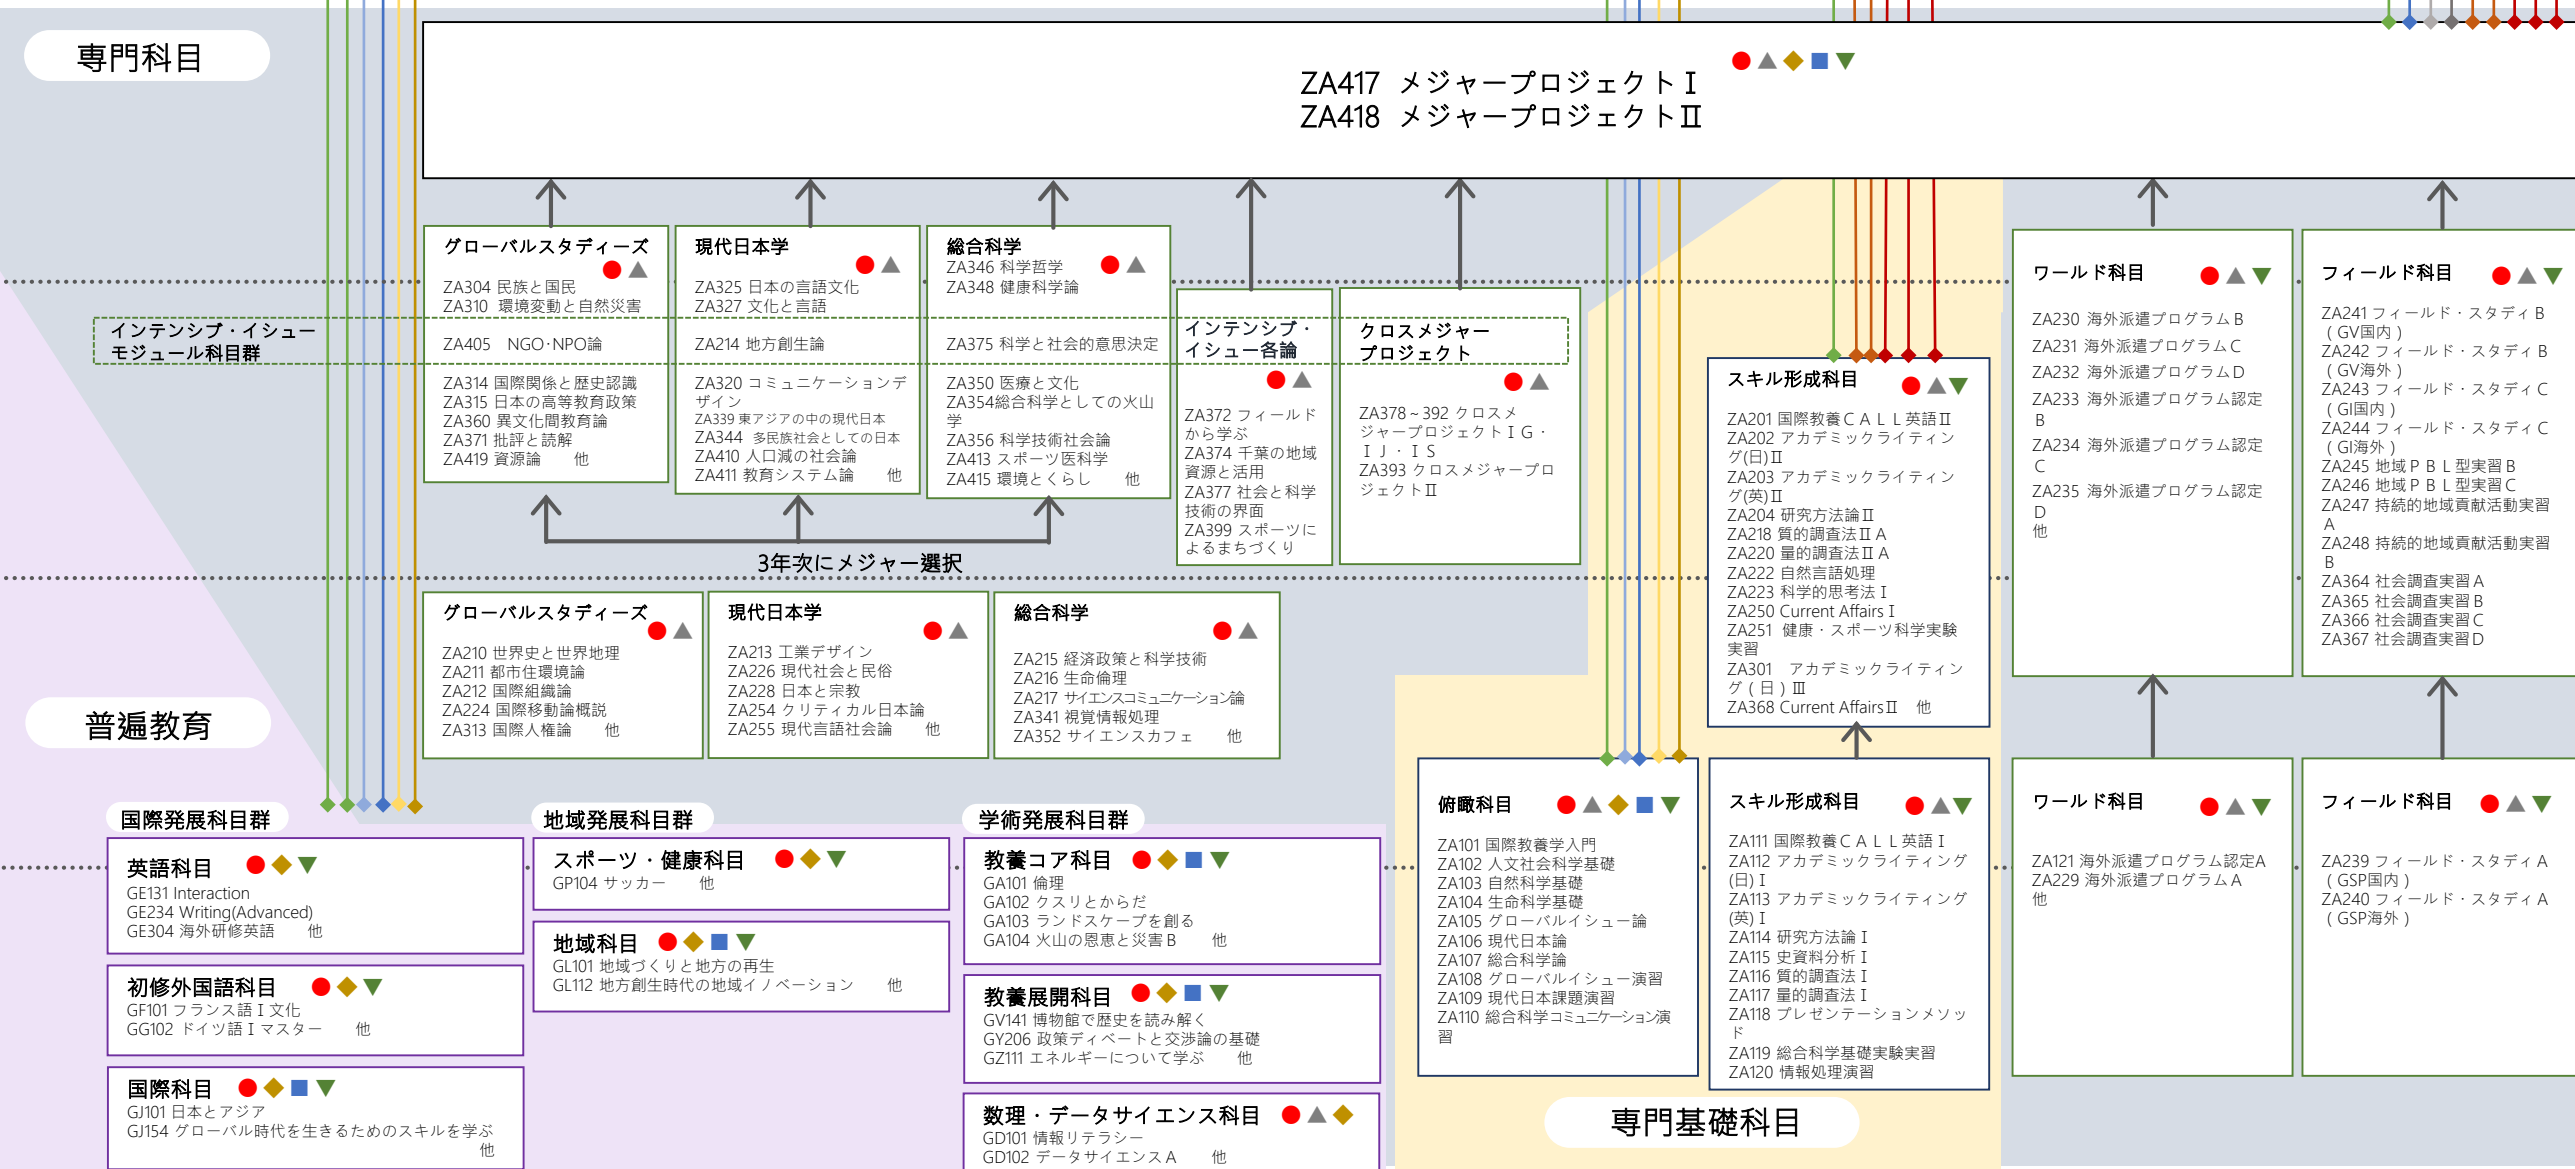 専門科目
ZA417 メジャープロジェクトⅠ
ZA418 メジャープロジェクトⅡ
グローバルスタディーズ
ZA304 民族と国民
ZA310 環境変動と自然災害
ZA405 NGO･NPO論
ZA314 国際関係と歴史認識
ZA315 日本の高等教育政策
ZA360 異文化間教育論
ZA371 批評と読解
ZA419 資源論 他
現代日本学
ZA325 日本の言語文化
ZA327 文化と言語
ZA214 地方創生論
ZA320 コミュニケーションデ
ザイン
ZA339 東アジアの中の現代日本
ZA344 多民族社会としての日本
ZA410 人口減の社会論
ZA411 教育システム論 他
総合科学
ZA346 科学哲学
ZA348 健康科学論
ZA375 科学と社会的意思決定
ZA350 医療と文化
ZA354総合科学としての火山
学
ZA356 科学技術社会論
ZA413 スポーツ医科学
ZA415 環境とくらし 他
インテンシブ・イシュー
モジュール科目群
インテンシブ・
イシュー各論
ZA372 フィールド
から学ぶ
ZA374 千葉の地域
資源と活用
ZA377 社会と科学
技術の界面
ZA399 スポーツに
よるまちづくり
クロスメジャー
プロジェクト
ZA378～392 クロスメ
ジャープロジェクトＩＧ・
ＩＪ・ＩＳ
ZA393 クロスメジャープロ
ジェクトⅡ
スキル形成科目
ZA201 国際教養ＣＡＬＬ英語Ⅱ
ZA202 アカデミックライティン
グ(日)Ⅱ
ZA203 アカデミックライティン
グ(英)Ⅱ
ZA204 研究方法論Ⅱ
ZA218 質的調査法ⅡＡ
ZA220 量的調査法ⅡＡ
ZA222 自然言語処理
ZA223 科学的思考法Ⅰ
ZA250 Current AffairsⅠ
ZA251 健康・スポーツ科学実験
実習
ZA301 アカデミックライティン
グ（日）Ⅲ
ZA368 Current AffairsⅡ 他
ワールド科目
ZA230 海外派遣プログラムＢ
ZA231 海外派遣プログラムＣ
ZA232 海外派遣プログラムＤ
ZA233 海外派遣プログラム認定
Ｂ
ZA234 海外派遣プログラム認定
Ｃ
ZA235 海外派遣プログラム認定
Ｄ
他
フィールド科目
ZA241 フィールド・スタディＢ
（GV国内）
ZA242 フィールド・スタディＢ
（GV海外）
ZA243 フィールド・スタディＣ
（GI国内）
ZA244 フィールド・スタディＣ
（GI海外）
ZA245 地域ＰＢＬ型実習Ｂ
ZA246 地域ＰＢＬ型実習Ｃ
ZA247 持続的地域貢献活動実習
Ａ
ZA248 持続的地域貢献活動実習
Ｂ
ZA364 社会調査実習Ａ
ZA365 社会調査実習Ｂ
ZA366 社会調査実習Ｃ
ZA367 社会調査実習Ｄ
3年次にメジャー選択
グローバルスタディーズ
ZA210 世界史と世界地理
ZA211 都市住環境論
ZA212 国際組織論
ZA224 国際移動論概説
ZA313 国際人権論 他
現代日本学
ZA213 工業デザイン
ZA226 現代社会と民俗
ZA228 日本と宗教
ZA254 クリティカル日本論
ZA255 現代言語社会論 他
総合科学
ZA215 経済政策と科学技術
ZA216 生命倫理
ZA217 サイエンスコミュニケーション論
ZA341 視覚情報処理
ZA352 サイエンスカフェ 他
普遍教育
国際発展科目群
英語科目
GE131 Interaction
GE234 Writing(Advanced)
GE304 海外研修英語 他
初修外国語科目
GF101 フランス語Ⅰ文化
GG102 ドイツ語Ⅰマスター 他
国際科目
GJ101 日本とアジア
GJ154 グローバル時代を生きるためのスキルを学ぶ
他
地域発展科目群
スポーツ・健康科目
GP104 サッカー 他
地域科目
GL101 地域づくりと地方の再生
GL112 地方創生時代の地域イノベーション 他
学術発展科目群
教養コア科目
GA101 倫理
GA102 クスリとからだ
GA103 ランドスケープを創る
GA104 火山の恩恵と災害Ｂ 他
教養展開科目
GV141 博物館で歴史を読み解く
GY206 政策ディベートと交渉論の基礎
GZ111 エネルギーについて学ぶ 他
数理・データサイエンス科目
GD101 情報リテラシー
GD102 データサイエンスＡ 他
俯瞰科目
ZA101 国際教養学入門
ZA102 人文社会科学基礎
ZA103 自然科学基礎
ZA104 生命科学基礎
ZA105 グローバルイシュー論
ZA106 現代日本論
ZA107 総合科学論
ZA108 グローバルイシュー演習
ZA109 現代日本課題演習
ZA110 総合科学コミュニケーション演
習
スキル形成科目
ZA111 国際教養ＣＡＬＬ英語Ⅰ
ZA112 アカデミックライティング
(日)Ⅰ
ZA113 アカデミックライティング
(英)Ⅰ
ZA114 研究方法論Ⅰ
ZA115 史資料分析Ⅰ
ZA116 質的調査法Ⅰ
ZA117 量的調査法Ⅰ
ZA118 プレゼンテーションメソッ
ド
ZA119 総合科学基礎実験実習
ZA120 情報処理演習
ワールド科目
ZA121 海外派遣プログラム認定A
ZA229 海外派遣プログラムＡ
他
フィールド科目
ZA239 フィールド・スタディＡ
（GSP国内）
ZA240 フィールド・スタディＡ
（GSP海外）
専門基礎科目